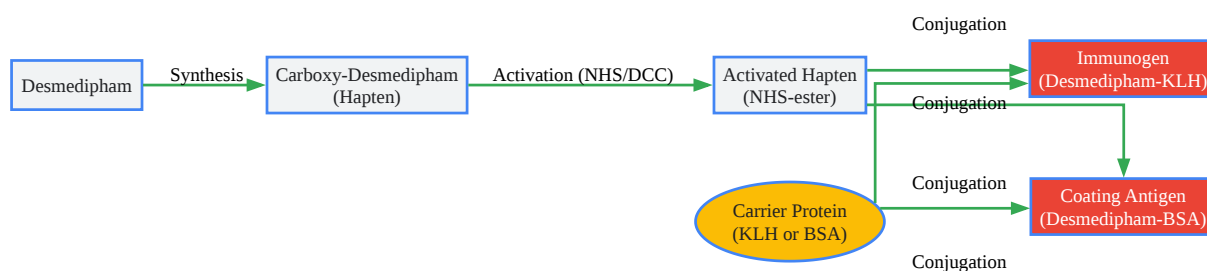 Conjugation
Desmedipham
Synthesis
Carboxy-Desmedipham
(Hapten)
Activation (NHS/DCC)
Activated Hapten
(NHS-ester)
Immunogen
(Desmedipham-KLH)
Conjugation
Carrier Protein
(KLH or BSA)
Conjugation
Coating Antigen
(Desmedipham-BSA)
Conjugation